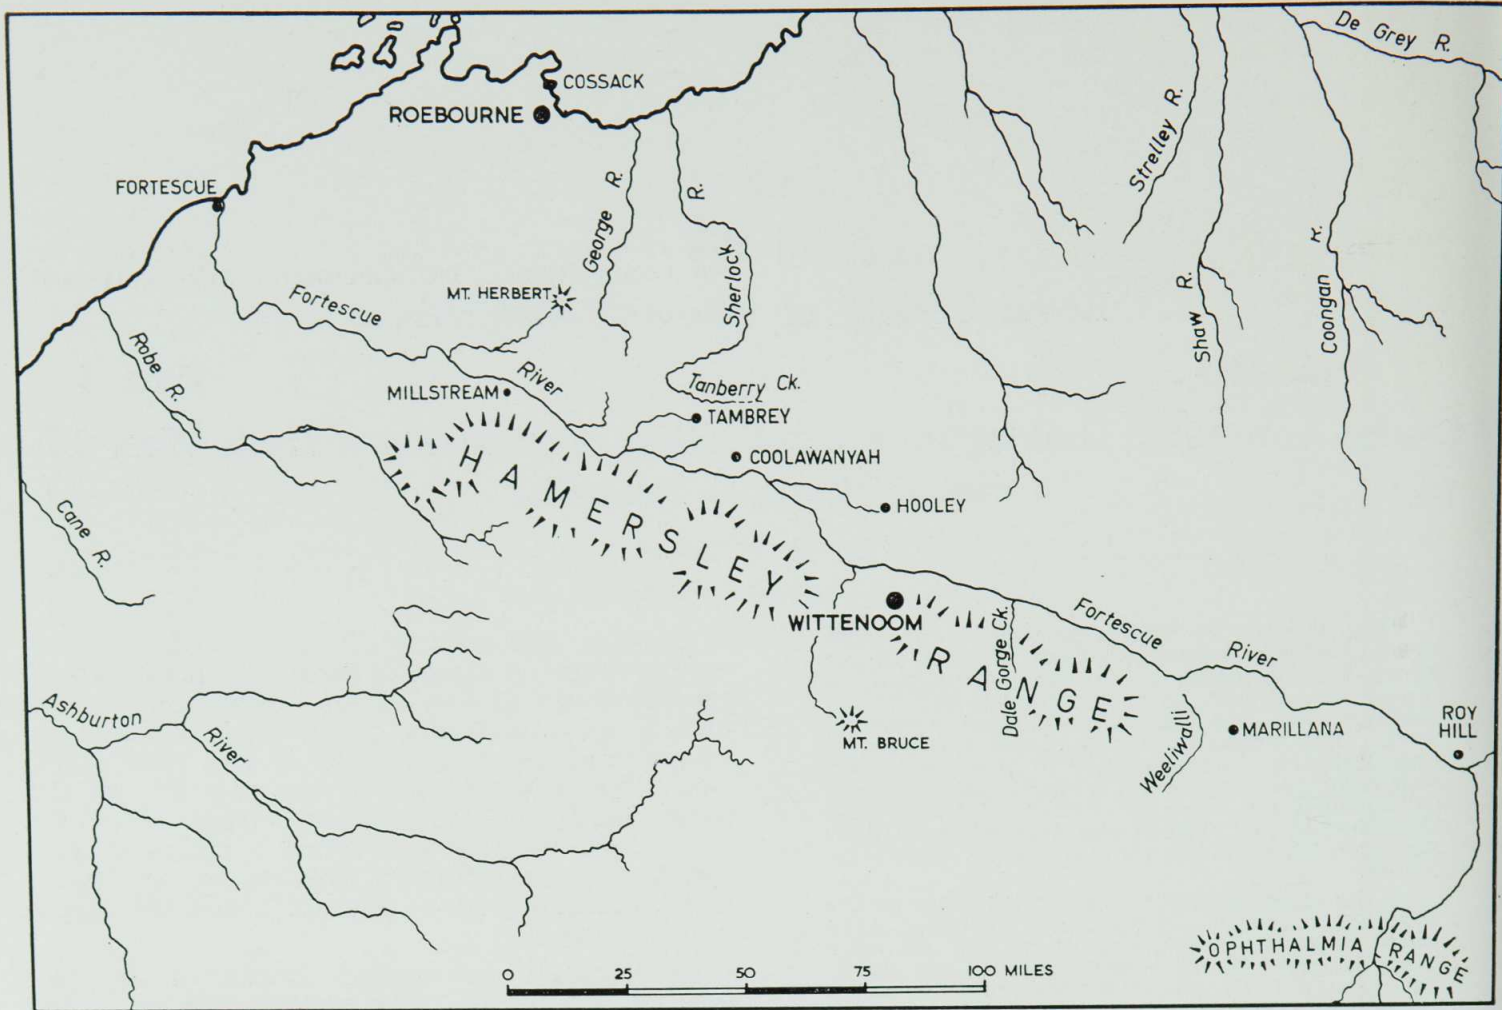 De Grey R.
COSSACK
ROEBOURNE
Strelley R.
FORTESCUE
George R.
Sherlock R.
MT. HERBERT
Fortescue River
Shaw R.
Coongan R.
Robe R.
MILLSTREAM
Tanberry Ck.
TAMBREY
COOLAWANYAH
HOOLEY
HAMERSLEY RANGE
Cane R.
WITTENOOM
Dale Gorge Ck.
Fortescue River
Ashburton River
MT. BRUCE
Weeliwalli
MARILLANA
ROY
HILL
OPHTHALMIA RANGE
0 25 50 75 100 MILES